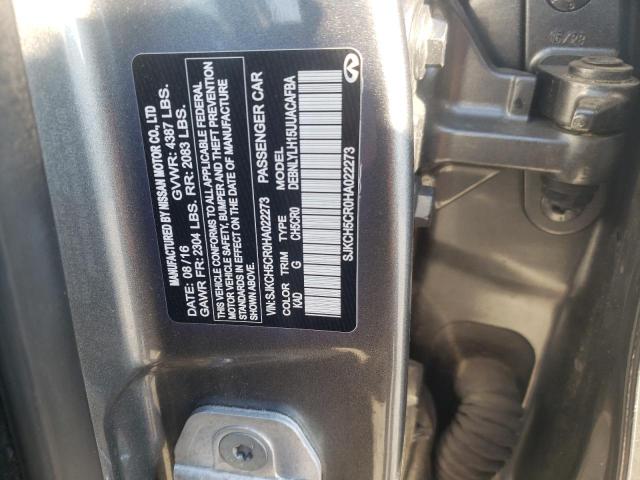 MANUFACTURED BY NISSAN MOTOR CO., LTD
DATE: 08/16 GVWR: 4387 LBS.
GAWR FR: 2304 LBS. RR: 2083 LBS.
THIS VEHICLE CONFORMS TO ALL APPLICABLE FEDERAL
MOTOR VEHICLE SAFETY, BUMPER AND THEFT PREVENTION
STANDARDS IN EFFECT ON THE DATE OF MANUFACTURE
SHOWN ABOVE.
VIN: SJKCH5CR0HA022273 PASSENGER CAR
COLOR TRIM TYPE MODEL
KAD G CH5CR0 DEBNLYLH15UUACAFBA
SJKCH5CR0HA022273